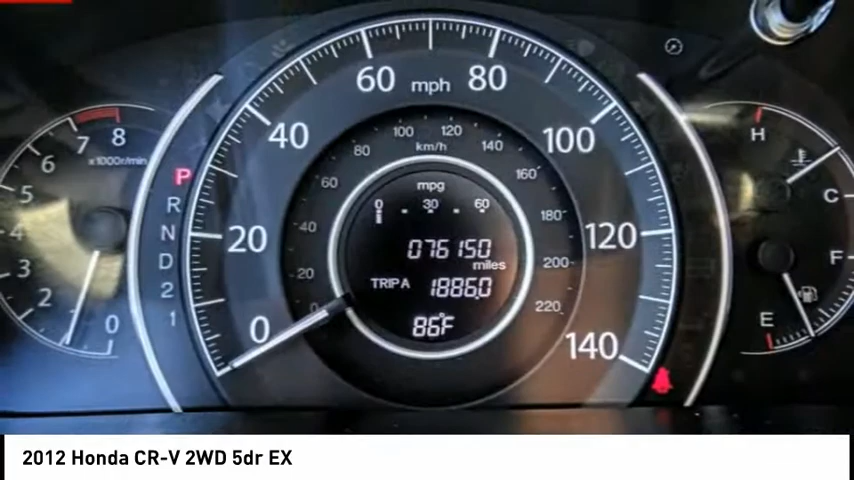 60 mph 80
40 100
20 120
0 140
80 100 120 140
km/h
60 160
40 180
20 200
0 220
mpg
0 30 60
076150
miles
TRIP A 1886.0
86°F
8
7
x1000r/min
6
5
4
3
2
0
P
R
N
D
2
1
H
C
F
E
2012 Honda CR-V 2WD 5dr EX